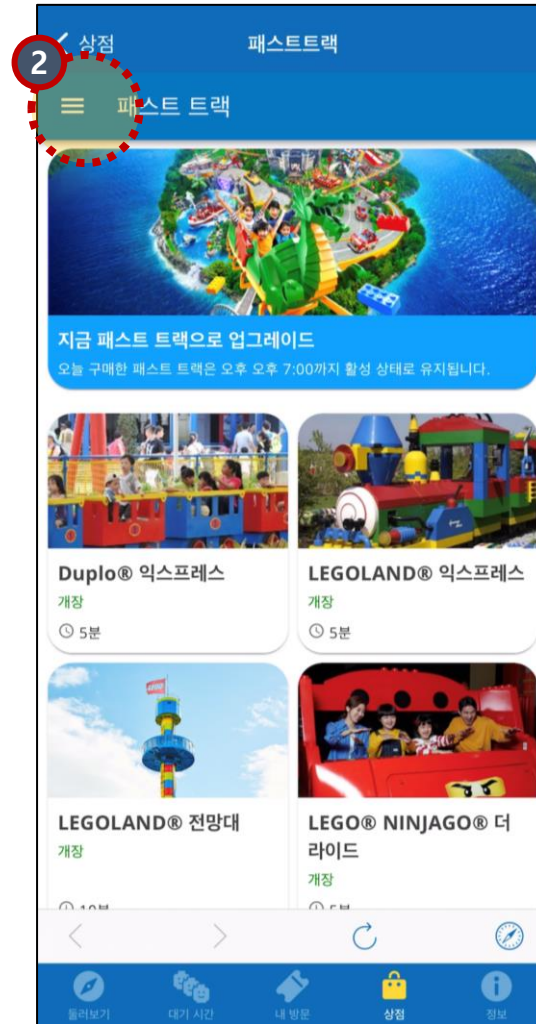 상점
패스트트랙
2
패스트 트랙
지금 패스트 트랙으로 업그레이드
오늘 구매한 패스트 트랙은 오후 오후 7:00까지 활성 상태로 유지됩니다.
Duplo® 익스프레스
개장
5분
LEGOLAND® 익스프레스
개장
5분
LEGOLAND® 전망대
개장
LEGO® NINJAGO® 더
라이드
개장
둘러보기
대기 시간
내 방문
상점
정보